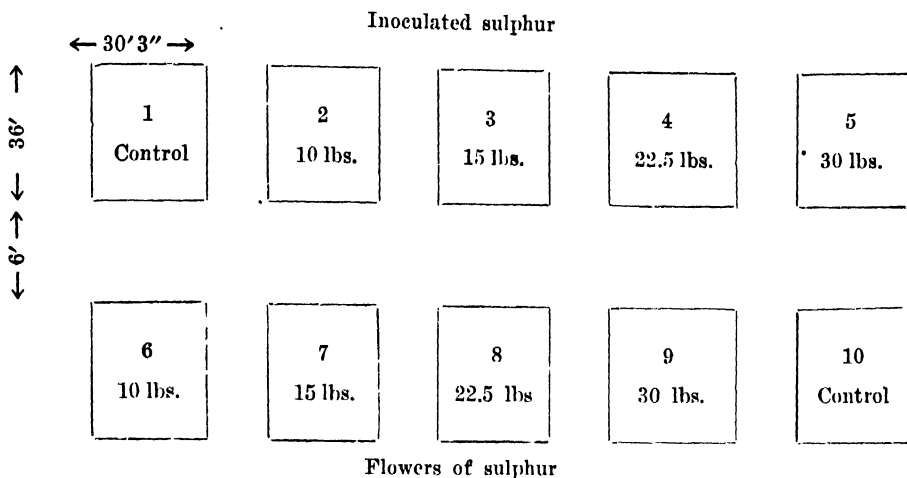 Inoculated sulphur
← 30′ 3″ →
← 36′ →
← 6′ →
1 2 3 4 5
Control 10 lbs. 15 lbs. 22.5 lbs. 30 lbs.
6 7 8 9 10
10 lbs. 15 lbs. 22.5 lbs 30 lbs. Control
Flowers of sulphur